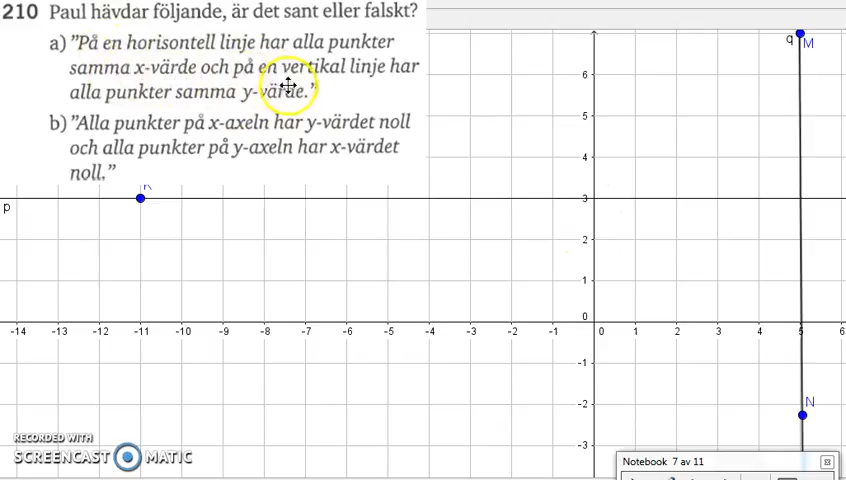 210 Paul hävdar följande, är det sant eller falskt?
a) "På en horisontell linje har alla punkter
samma x-värde och på en vertikal linje har
alla punkter samma y-värde."
b) "Alla punkter på x-axeln har y-värdet noll
och alla punkter på y-axeln har x-värdet
noll."
q
M
6
5
4
K
p
3
2
1
0
-14 -13 -12 -11 -10 -9 -8 -7 -6 -5 -4 -3 -2 -1 0 1 2 3 4 5 6
-1
-2
N
-3
RECORDED WITH
SCREENCAST MATIC
Notebook 7 av 11